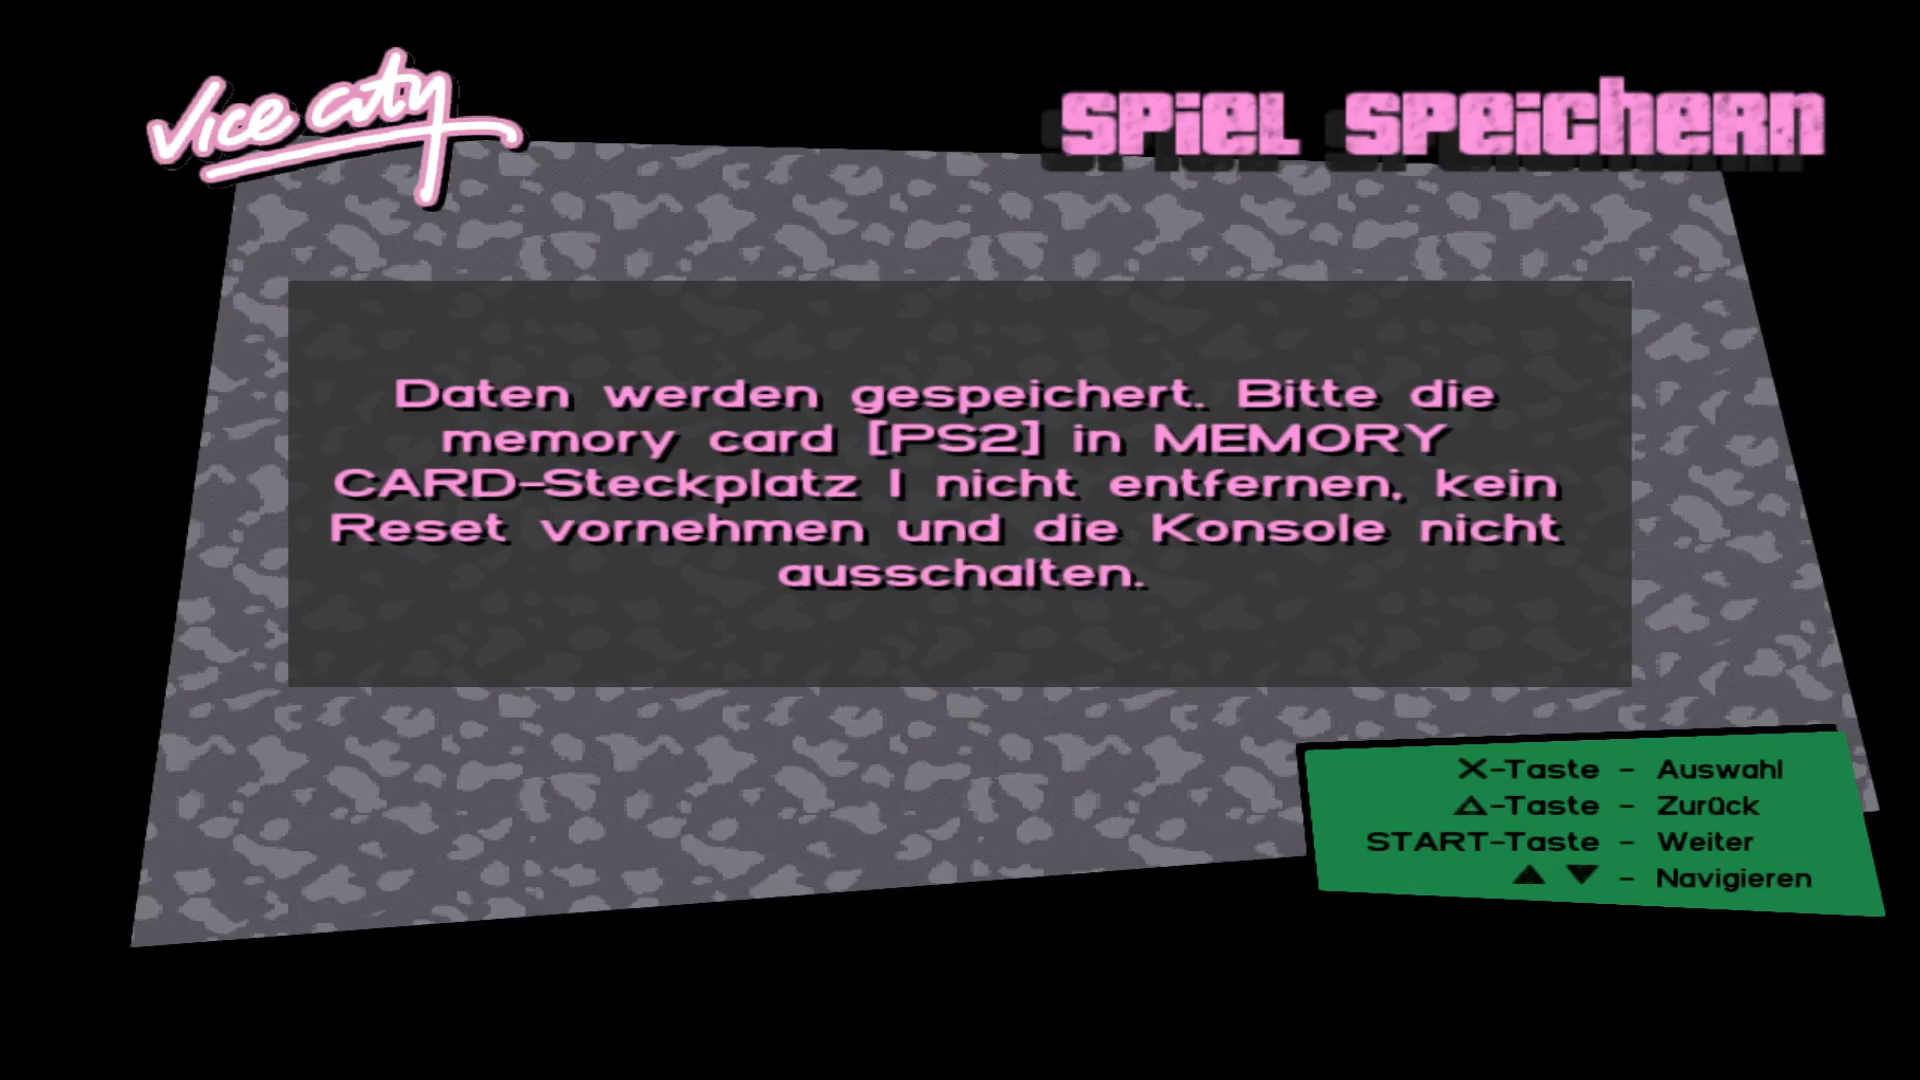 Vice City
SPIEL SPEICHERN
Daten werden gespeichert. Bitte die
memory card [PS2] in MEMORY
CARD-Steckplatz 1 nicht entfernen, kein
Reset vornehmen und die Konsole nicht
ausschalten.
X-Taste - Auswahl
△-Taste - Zurück
START-Taste - Weiter
▲ ▼ - Navigieren